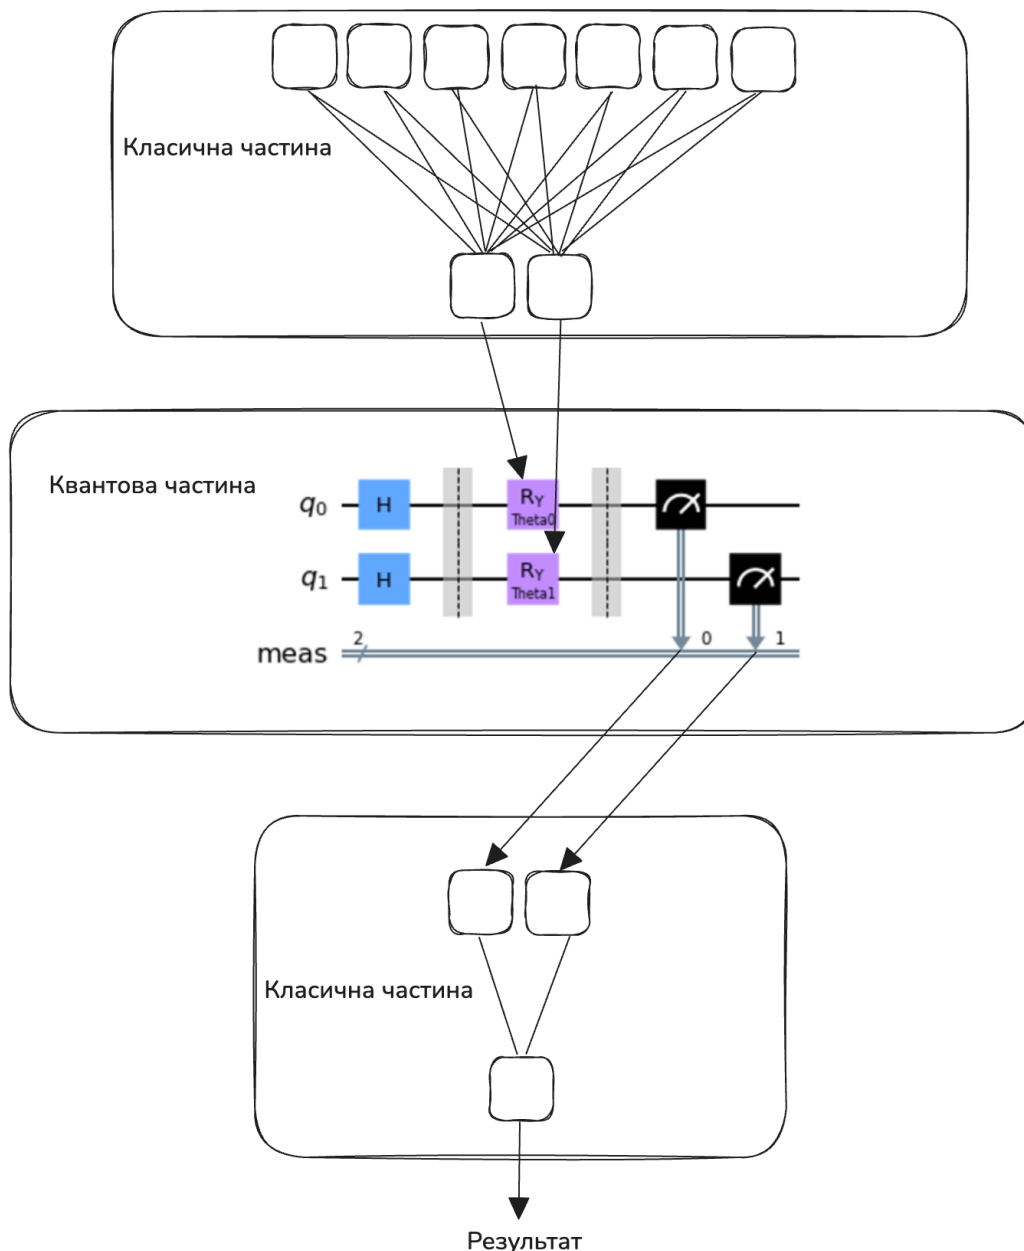 Класична частина
Квантова частина
q0 H RY Theta0
q1 H RY Theta1
meas 2 0 1
Класична частина
Результат